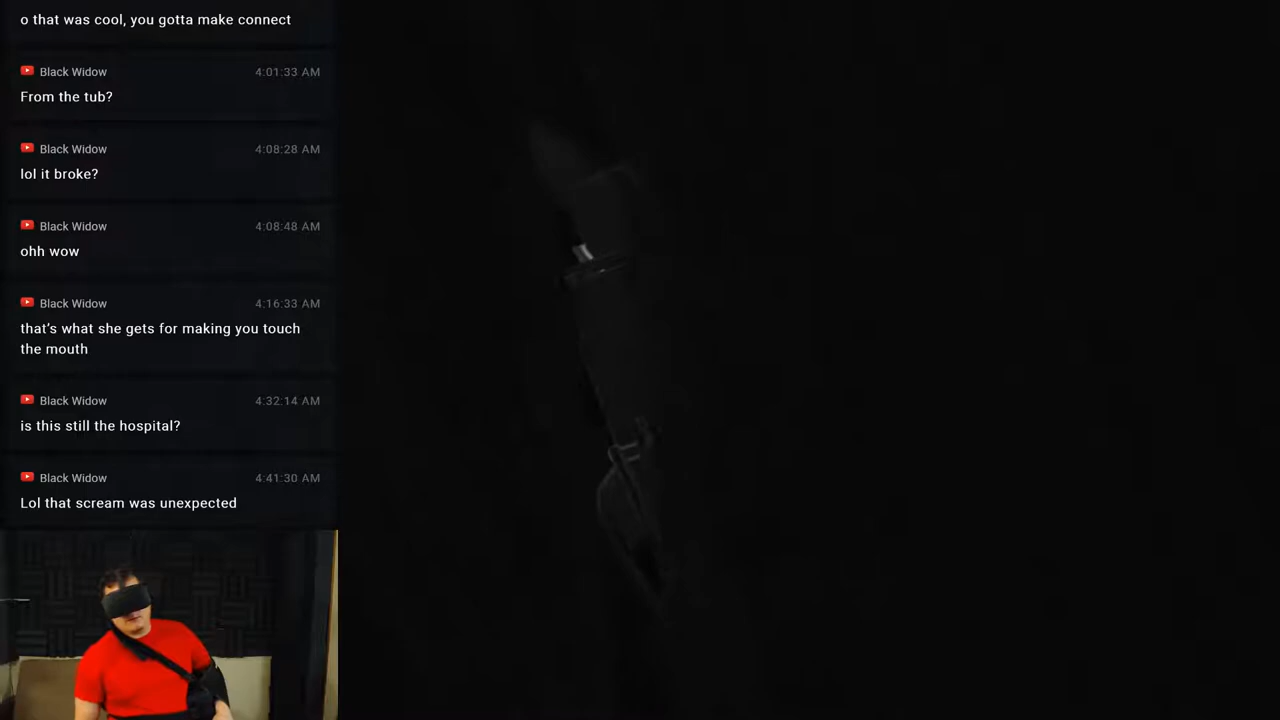 o that was cool, you gotta make connect
Black Widow 4:01:33 AM
From the tub?
Black Widow 4:08:28 AM
lol it broke?
Black Widow 4:08:48 AM
ohh wow
Black Widow 4:16:33 AM
that’s what she gets for making you touch
the mouth
Black Widow 4:32:14 AM
is this still the hospital?
Black Widow 4:41:30 AM
Lol that scream was unexpected